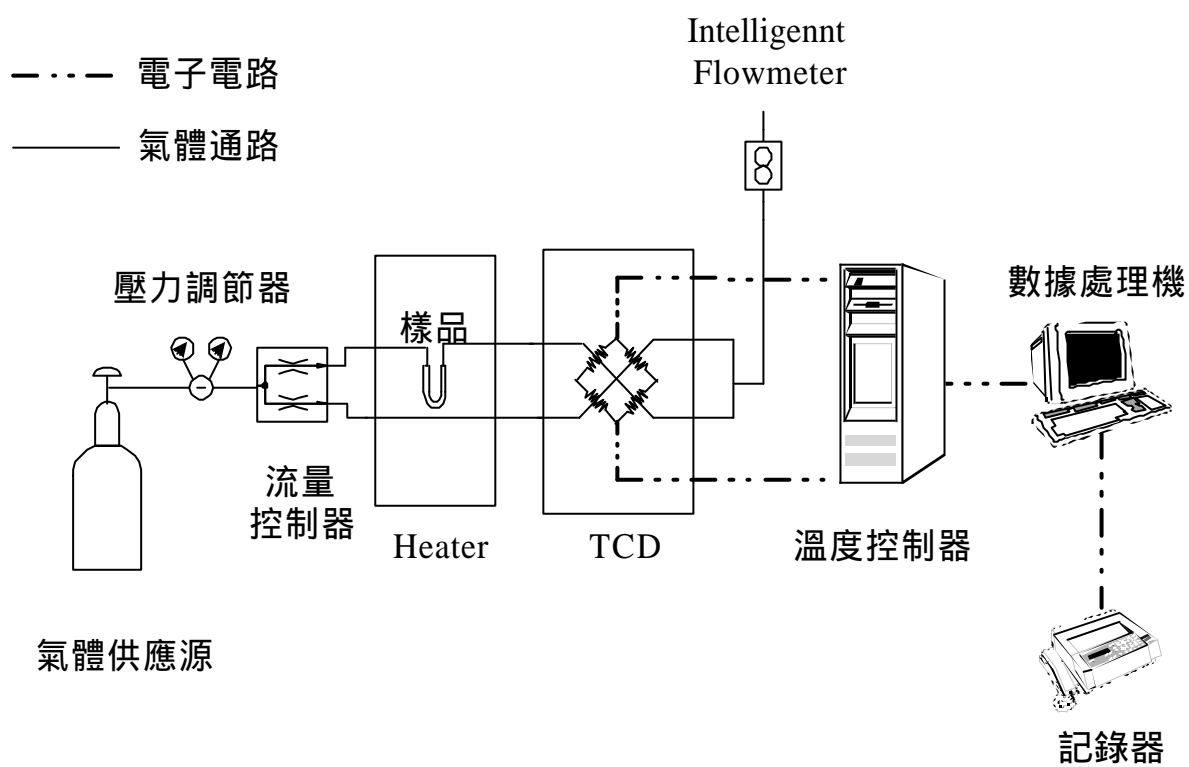 Intelligennt
Flowmeter
電子電路
氣體通路
壓力調節器
數據處理機
樣品
流量
控制器
Heater
TCD
溫度控制器
氣體供應源
記錄器